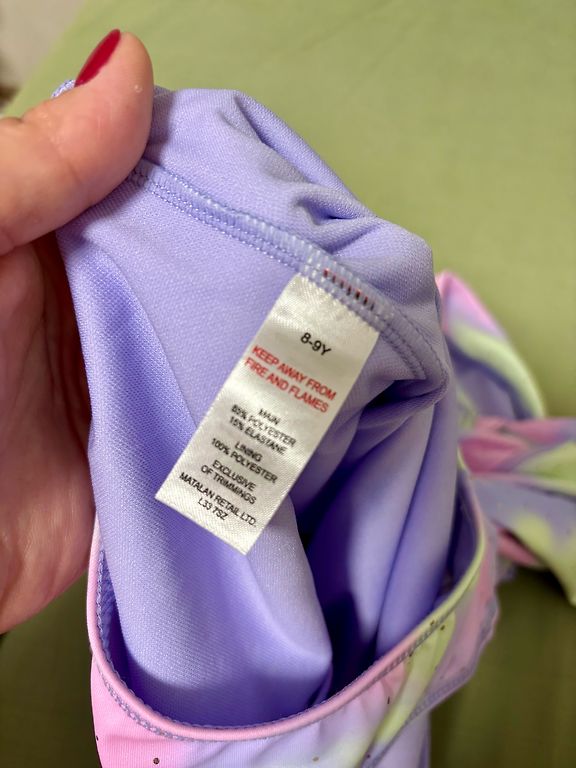 8-9Y
KEEP AWAY FROM
FIRE AND FLAMES
MAIN
85% POLYESTER
15% ELASTANE
LINING
100% POLYESTER
EXCLUSIVE
OF TRIMMINGS
MATALAN RETAIL LTD.
L33 7SZ